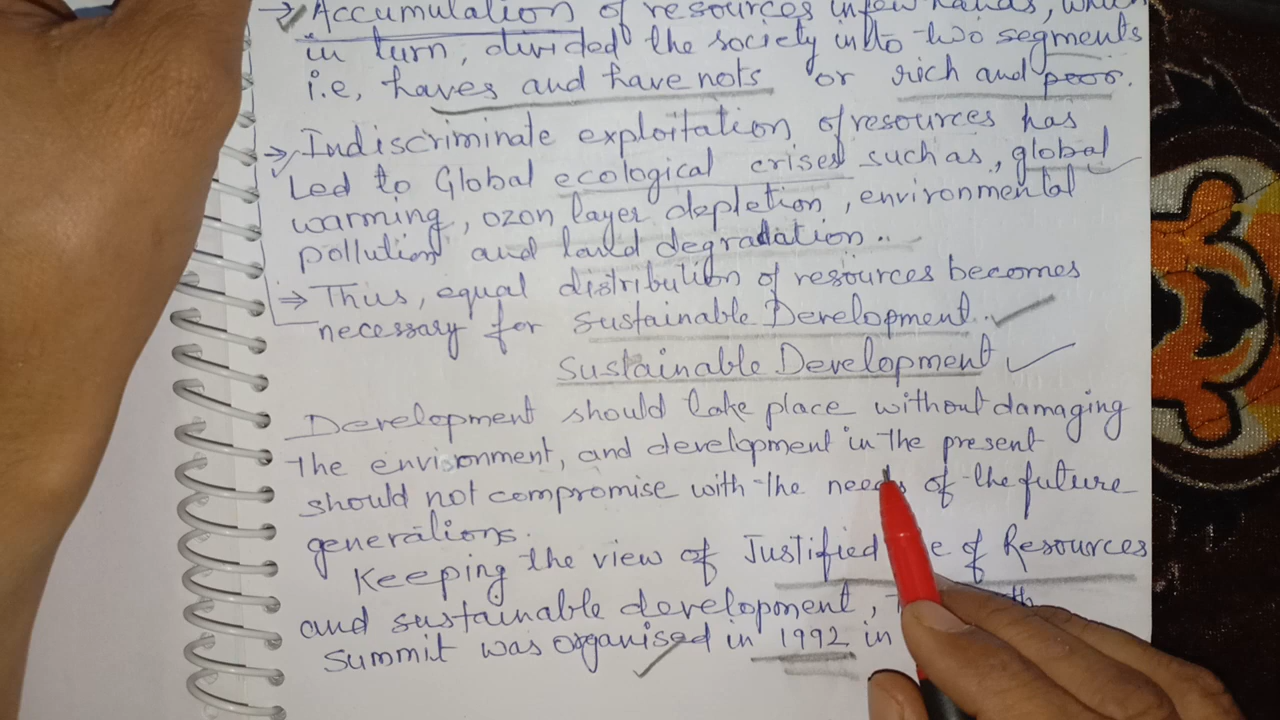 → Accumulation of resources in few hands, which
in turn, divided the society into two segments
i.e, haves and have nots or rich and poor.
⇒ Indiscriminate exploitation of resources has
Led to Global ecological crises such as, global
warming, ozon layer depletion, environmental
pollution and land degradation..
⇒ Thus, equal distribution of resources becomes
necessary for sustainable Development.
Sustainable Development
Development should take place without damaging
the environment, and development in the present
should not compromise with the needs of the future
generations.
Keeping the view of Justified of Resources
and sustainable development,
Summit was organised in 1992 in